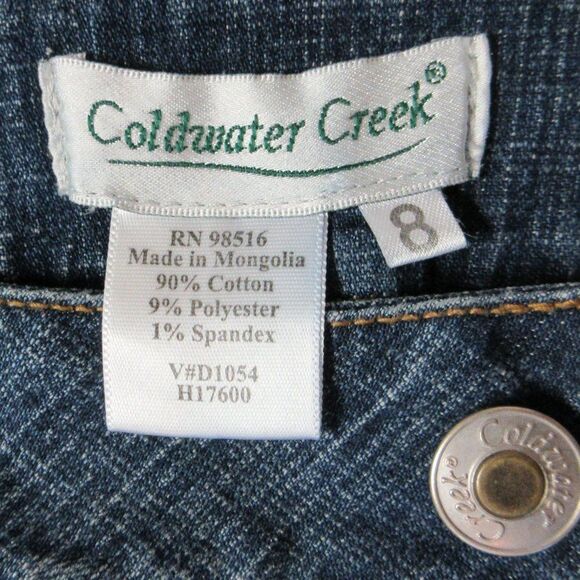 Coldwater Creek®
8
RN 98516
Made in Mongolia
90% Cotton
9% Polyester
1% Spandex
V#D1054
H17600
Coldwater
Creek®